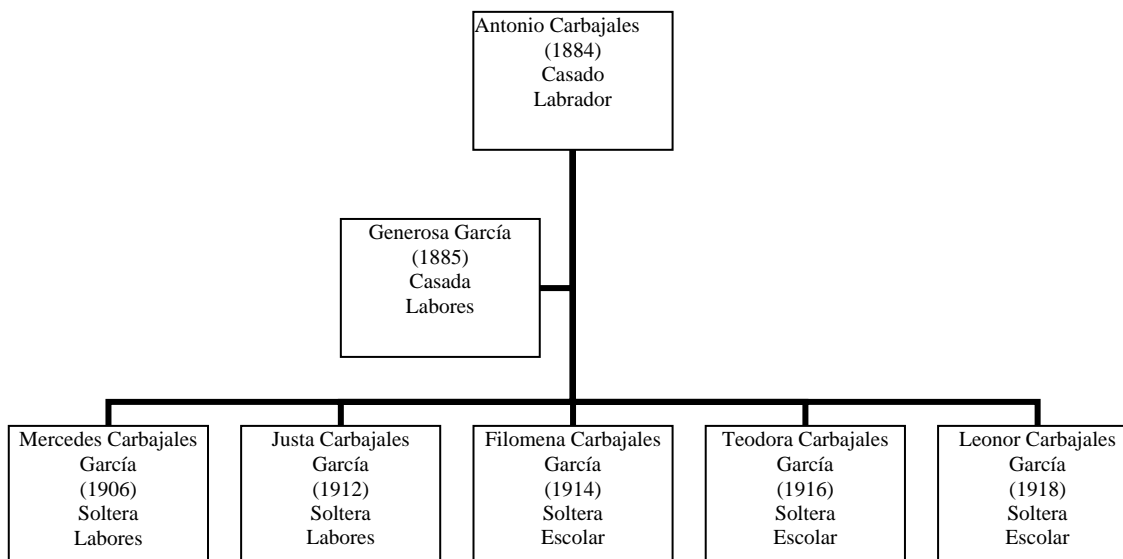 Antonio Carbajales
(1884)
Casado
Labrador
Generosa García
(1885)
Casada
Labores
Mercedes Carbajales
García
(1906)
Soltera
Labores
Justa Carbajales
García
(1912)
Soltera
Labores
Filomena Carbajales
García
(1914)
Soltera
Escolar
Teodora Carbajales
García
(1916)
Soltera
Escolar
Leonor Carbajales
García
(1918)
Soltera
Escolar